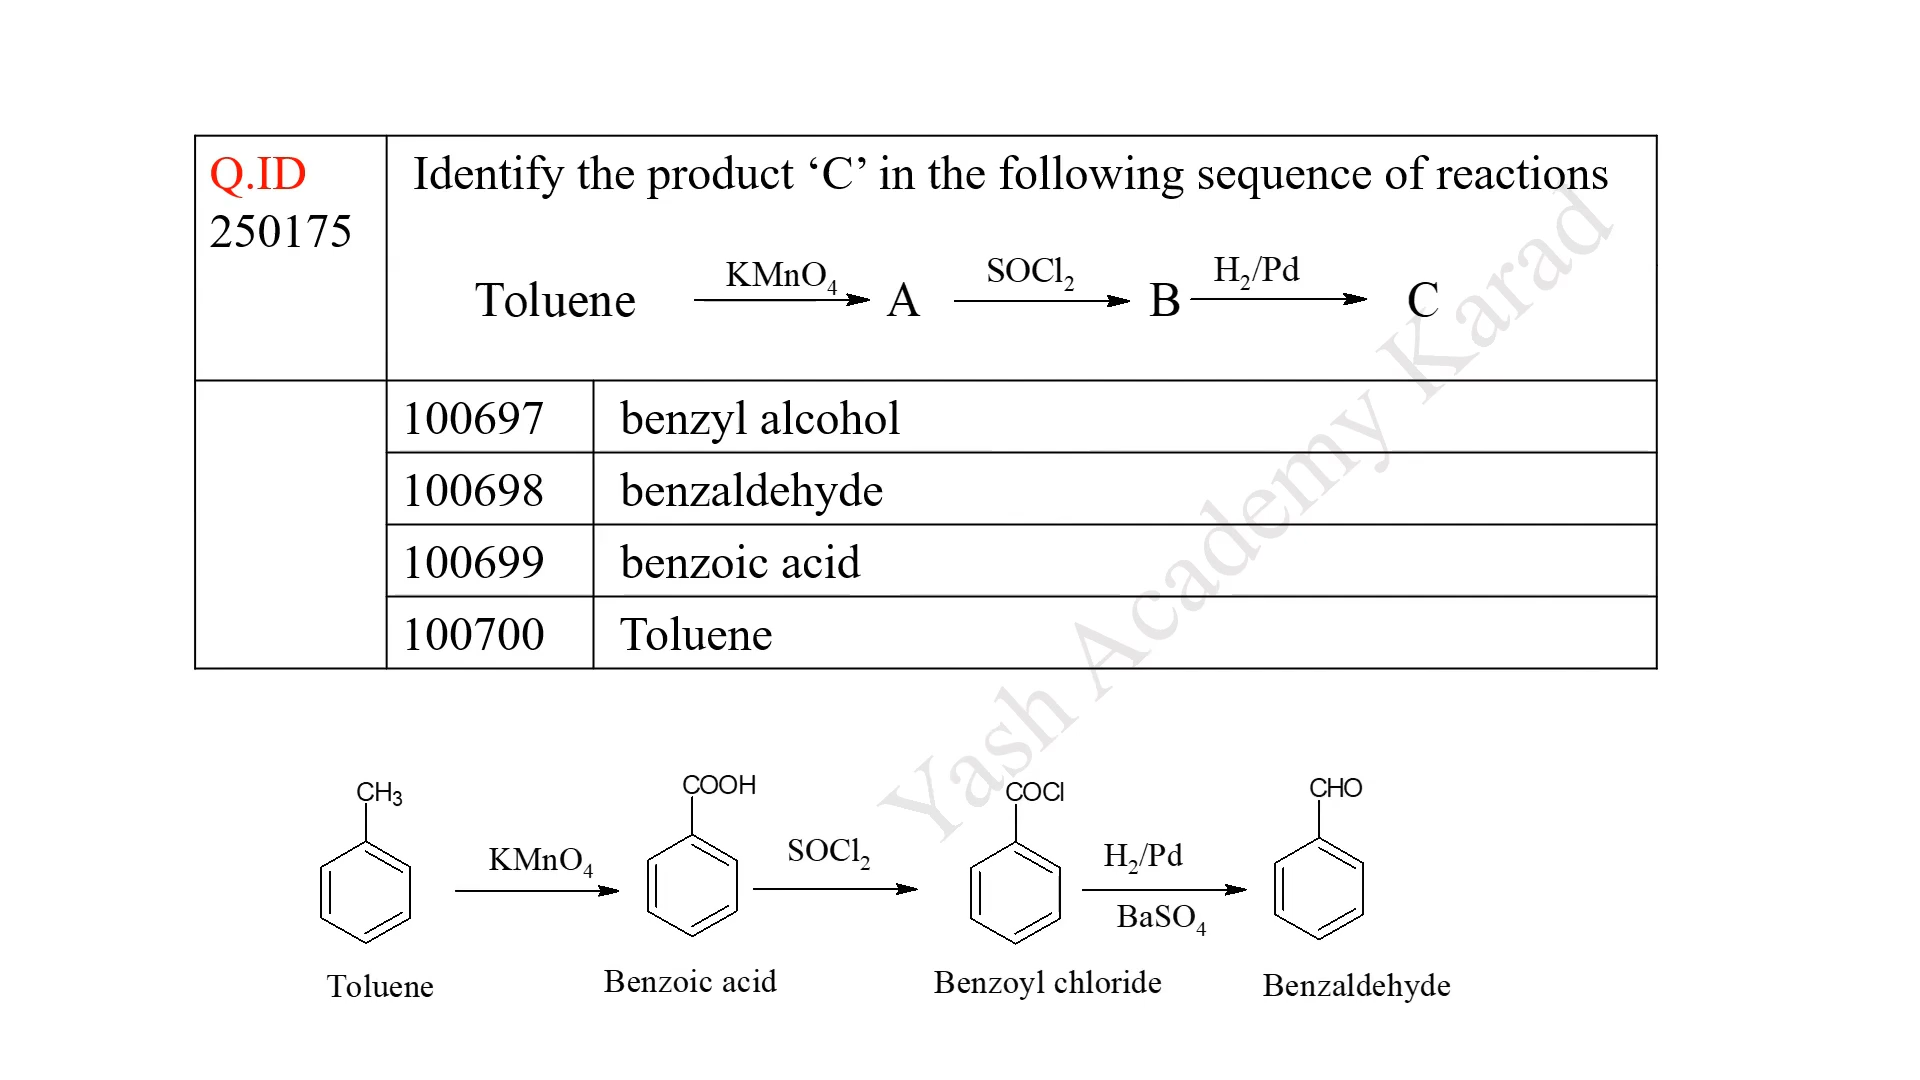 Q.ID
250175
Identify the product ‘C’ in the following sequence of reactions
Toluene KMnO4 A SOCl2 B H2/Pd C
100697 benzyl alcohol
100698 benzaldehyde
100699 benzoic acid
100700 Toluene
Yash Academy Karad
CH3 COOH COCl CHO
KMnO4 SOCl2 H2/Pd
BaSO4
Toluene Benzoic acid Benzoyl chloride Benzaldehyde